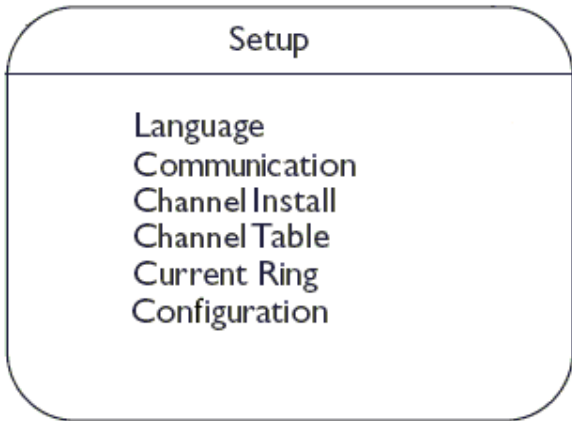 Setup
Language
Communication
Channel Install
Channel Table
Current Ring
Configuration